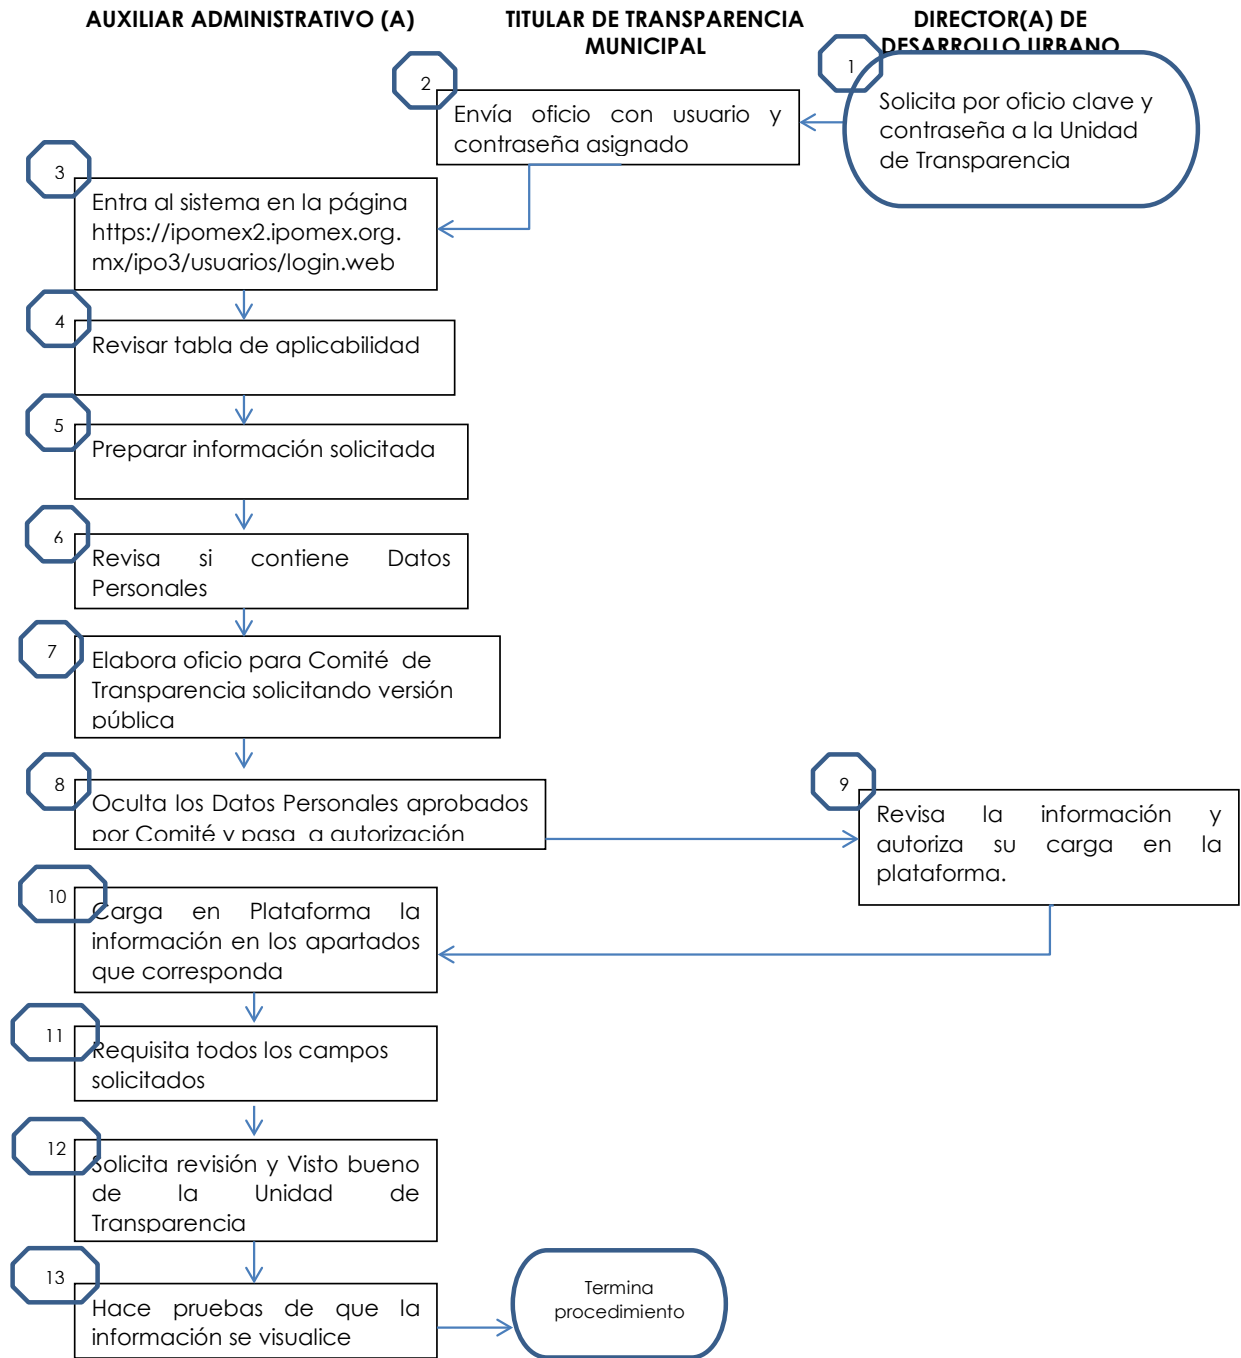 AUXILIAR ADMINISTRATIVO (A)
TITULAR DE TRANSPARENCIA
MUNICIPAL
DIRECTOR(A) DE
DESARROLLO URBANO
1
Solicita por oficio clave y
contraseña a la Unidad
de Transparencia
2
Envía oficio con usuario y
contraseña asignado
3
Entra al sistema en la página
https://ipomex2.ipomex.org.
mx/ipo3/usuarios/login.web
4
Revisar tabla de aplicabilidad
5
Preparar información solicitada
6
Revisa si contiene Datos
Personales
7
Elabora oficio para Comité de
Transparencia solicitando versión
pública
8
Oculta los Datos Personales aprobados
por Comité y pasa a autorización
9
Revisa la información y
autoriza su carga en la
plataforma.
10
Carga en Plataforma la
información en los apartados
que corresponda
11
Requisita todos los campos
solicitados
12
Solicita revisión y Visto bueno
de la Unidad de
Transparencia
13
Hace pruebas de que la
información se visualice
Termina
procedimiento